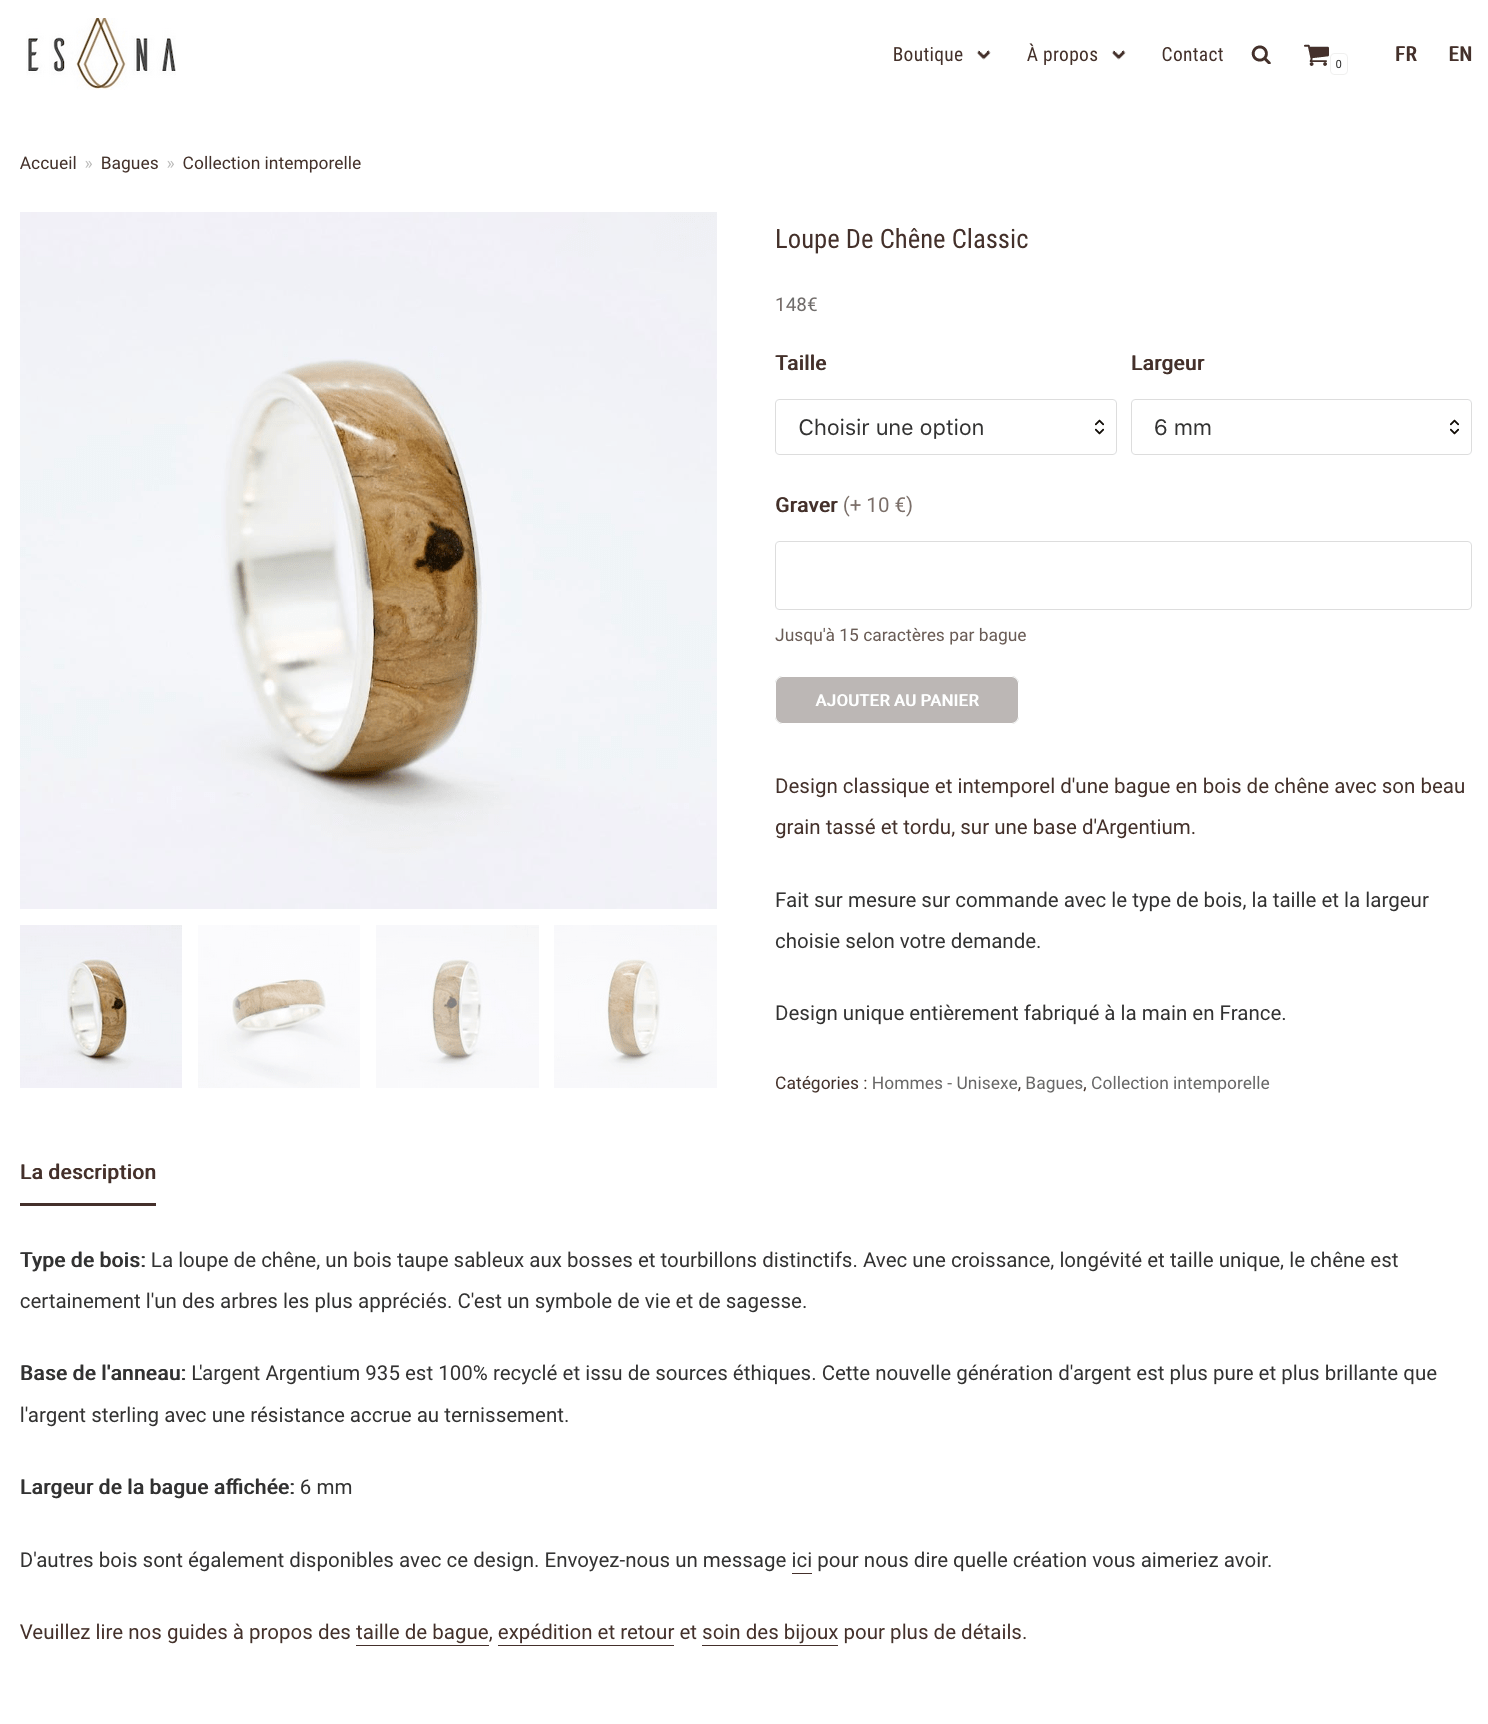 ESANA
Boutique
À propos
Contact
0
FR
EN
Accueil » Bagues » Collection intemporelle
Loupe De Chêne Classic
148€
Taille
Largeur
Choisir une option
6 mm
Graver (+ 10 €)
Jusqu'à 15 caractères par bague
AJOUTER AU PANIER
Design classique et intemporel d'une bague en bois de chêne avec son beau
grain tassé et tordu, sur une base d'Argentium.
Fait sur mesure sur commande avec le type de bois, la taille et la largeur
choisie selon votre demande.
Design unique entièrement fabriqué à la main en France.
Catégories : Hommes - Unisexe, Bagues, Collection intemporelle
La description
Type de bois: La loupe de chêne, un bois taupe sableux aux bosses et tourbillons distinctifs. Avec une croissance, longévité et taille unique, le chêne est
certainement l'un des arbres les plus appréciés. C'est un symbole de vie et de sagesse.
Base de l'anneau: L'argent Argentium 935 est 100% recyclé et issu de sources éthiques. Cette nouvelle génération d'argent est plus pure et plus brillante que
l'argent sterling avec une résistance accrue au ternissement.
Largeur de la bague affichée: 6 mm
D'autres bois sont également disponibles avec ce design. Envoyez-nous un message ici pour nous dire quelle création vous aimeriez avoir.
Veuillez lire nos guides à propos des taille de bague, expédition et retour et soin des bijoux pour plus de détails.